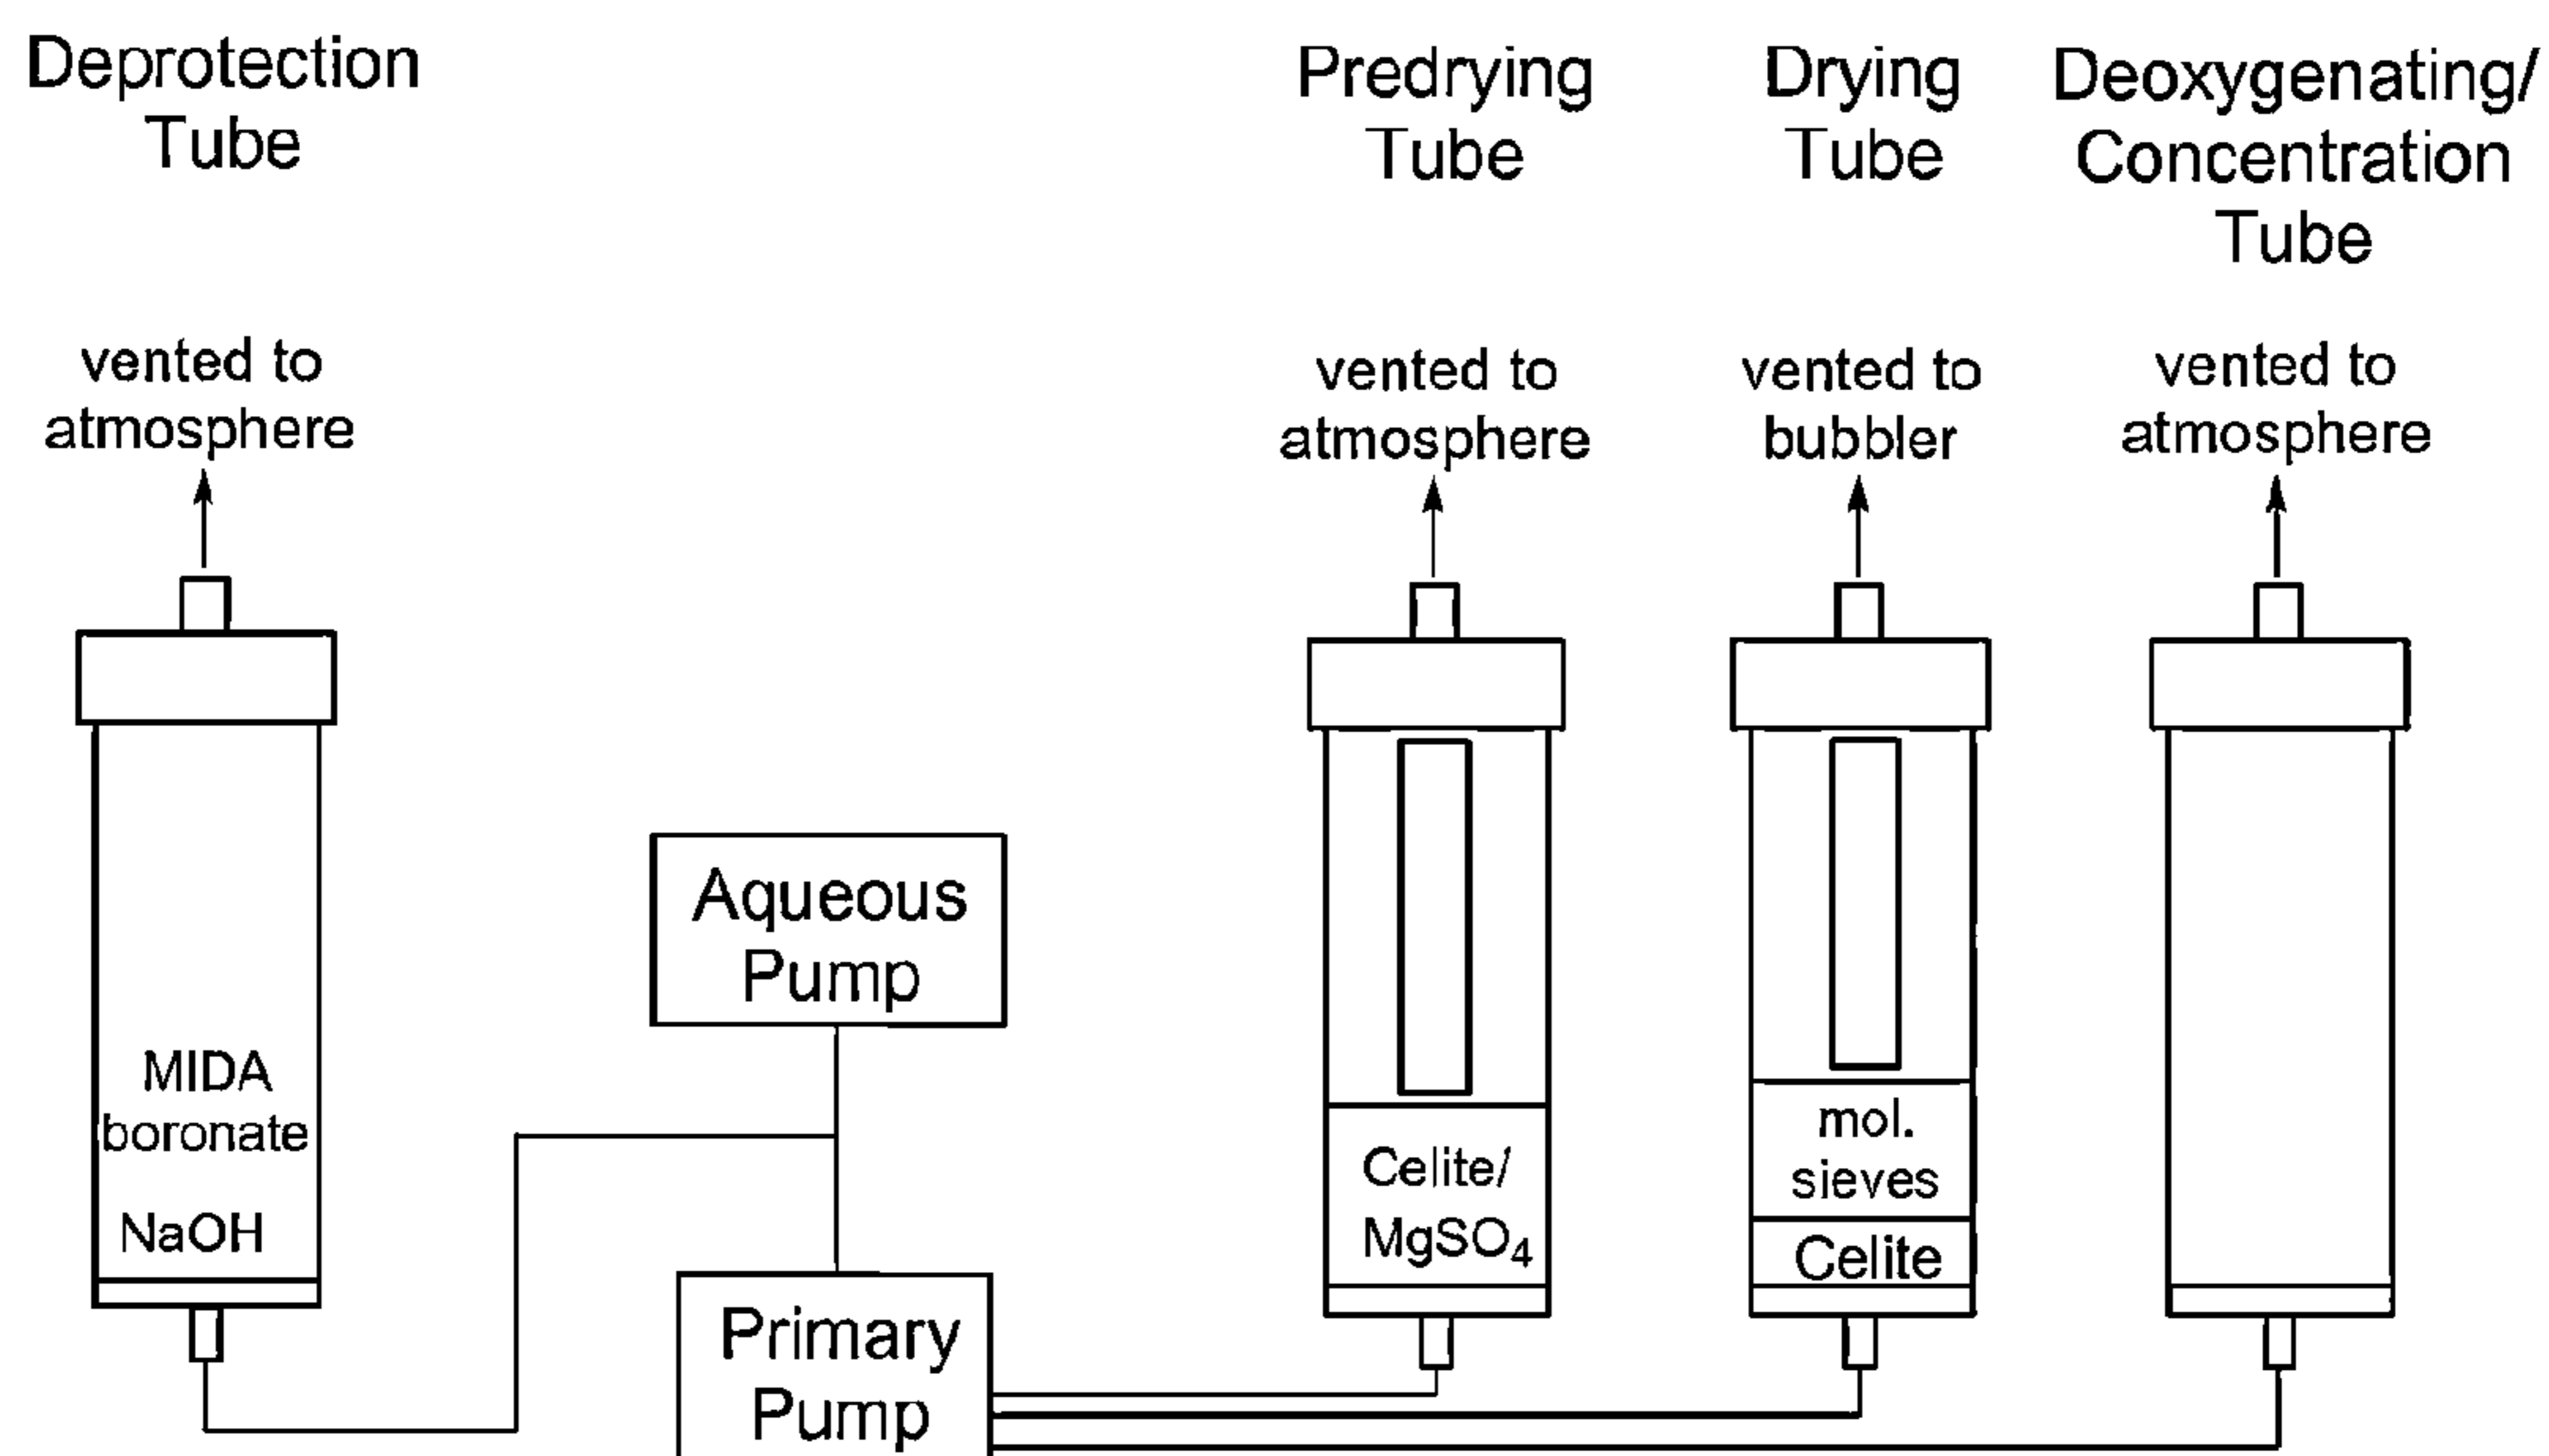 Deprotection
Tube
Predrying
Tube
Drying
Tube
Deoxygenating/
Concentration
Tube
vented to
atmosphere
vented to
atmosphere
vented to
bubbler
vented to
atmosphere
MIDA
boronate
NaOH
Aqueous
Pump
Primary
Pump
Celite/
MgSO₄
mol.
sieves
Celite